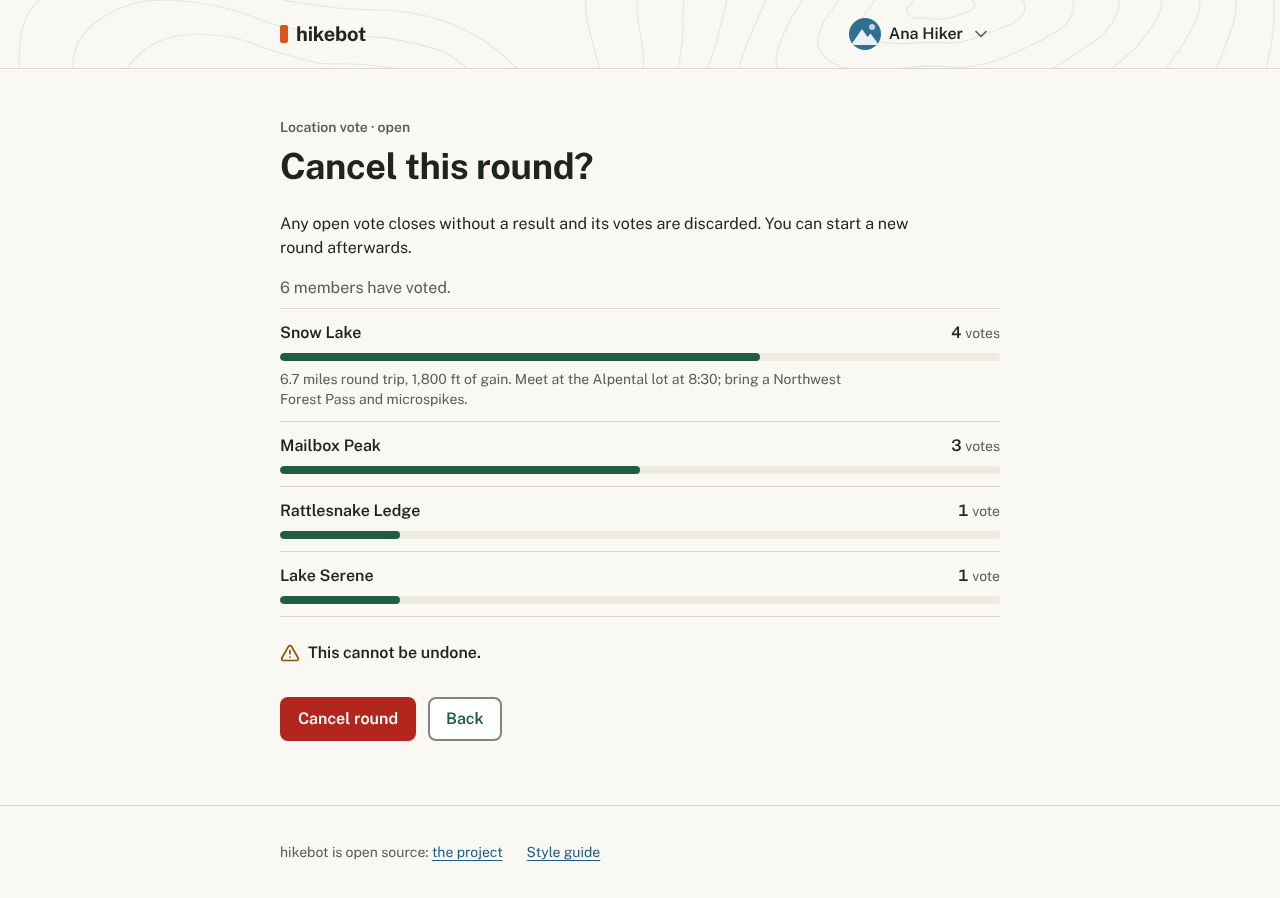 hikebot
Ana Hiker
Location vote · open
Cancel this round?
Any open vote closes without a result and its votes are discarded. You can start a new
round afterwards.
6 members have voted.
Snow Lake
4 votes
6.7 miles round trip, 1,800 ft of gain. Meet at the Alpental lot at 8:30; bring a Northwest
Forest Pass and microspikes.
Mailbox Peak
3 votes
Rattlesnake Ledge
1 vote
Lake Serene
1 vote
This cannot be undone.
Cancel round
Back
hikebot is open source: the project
Style guide